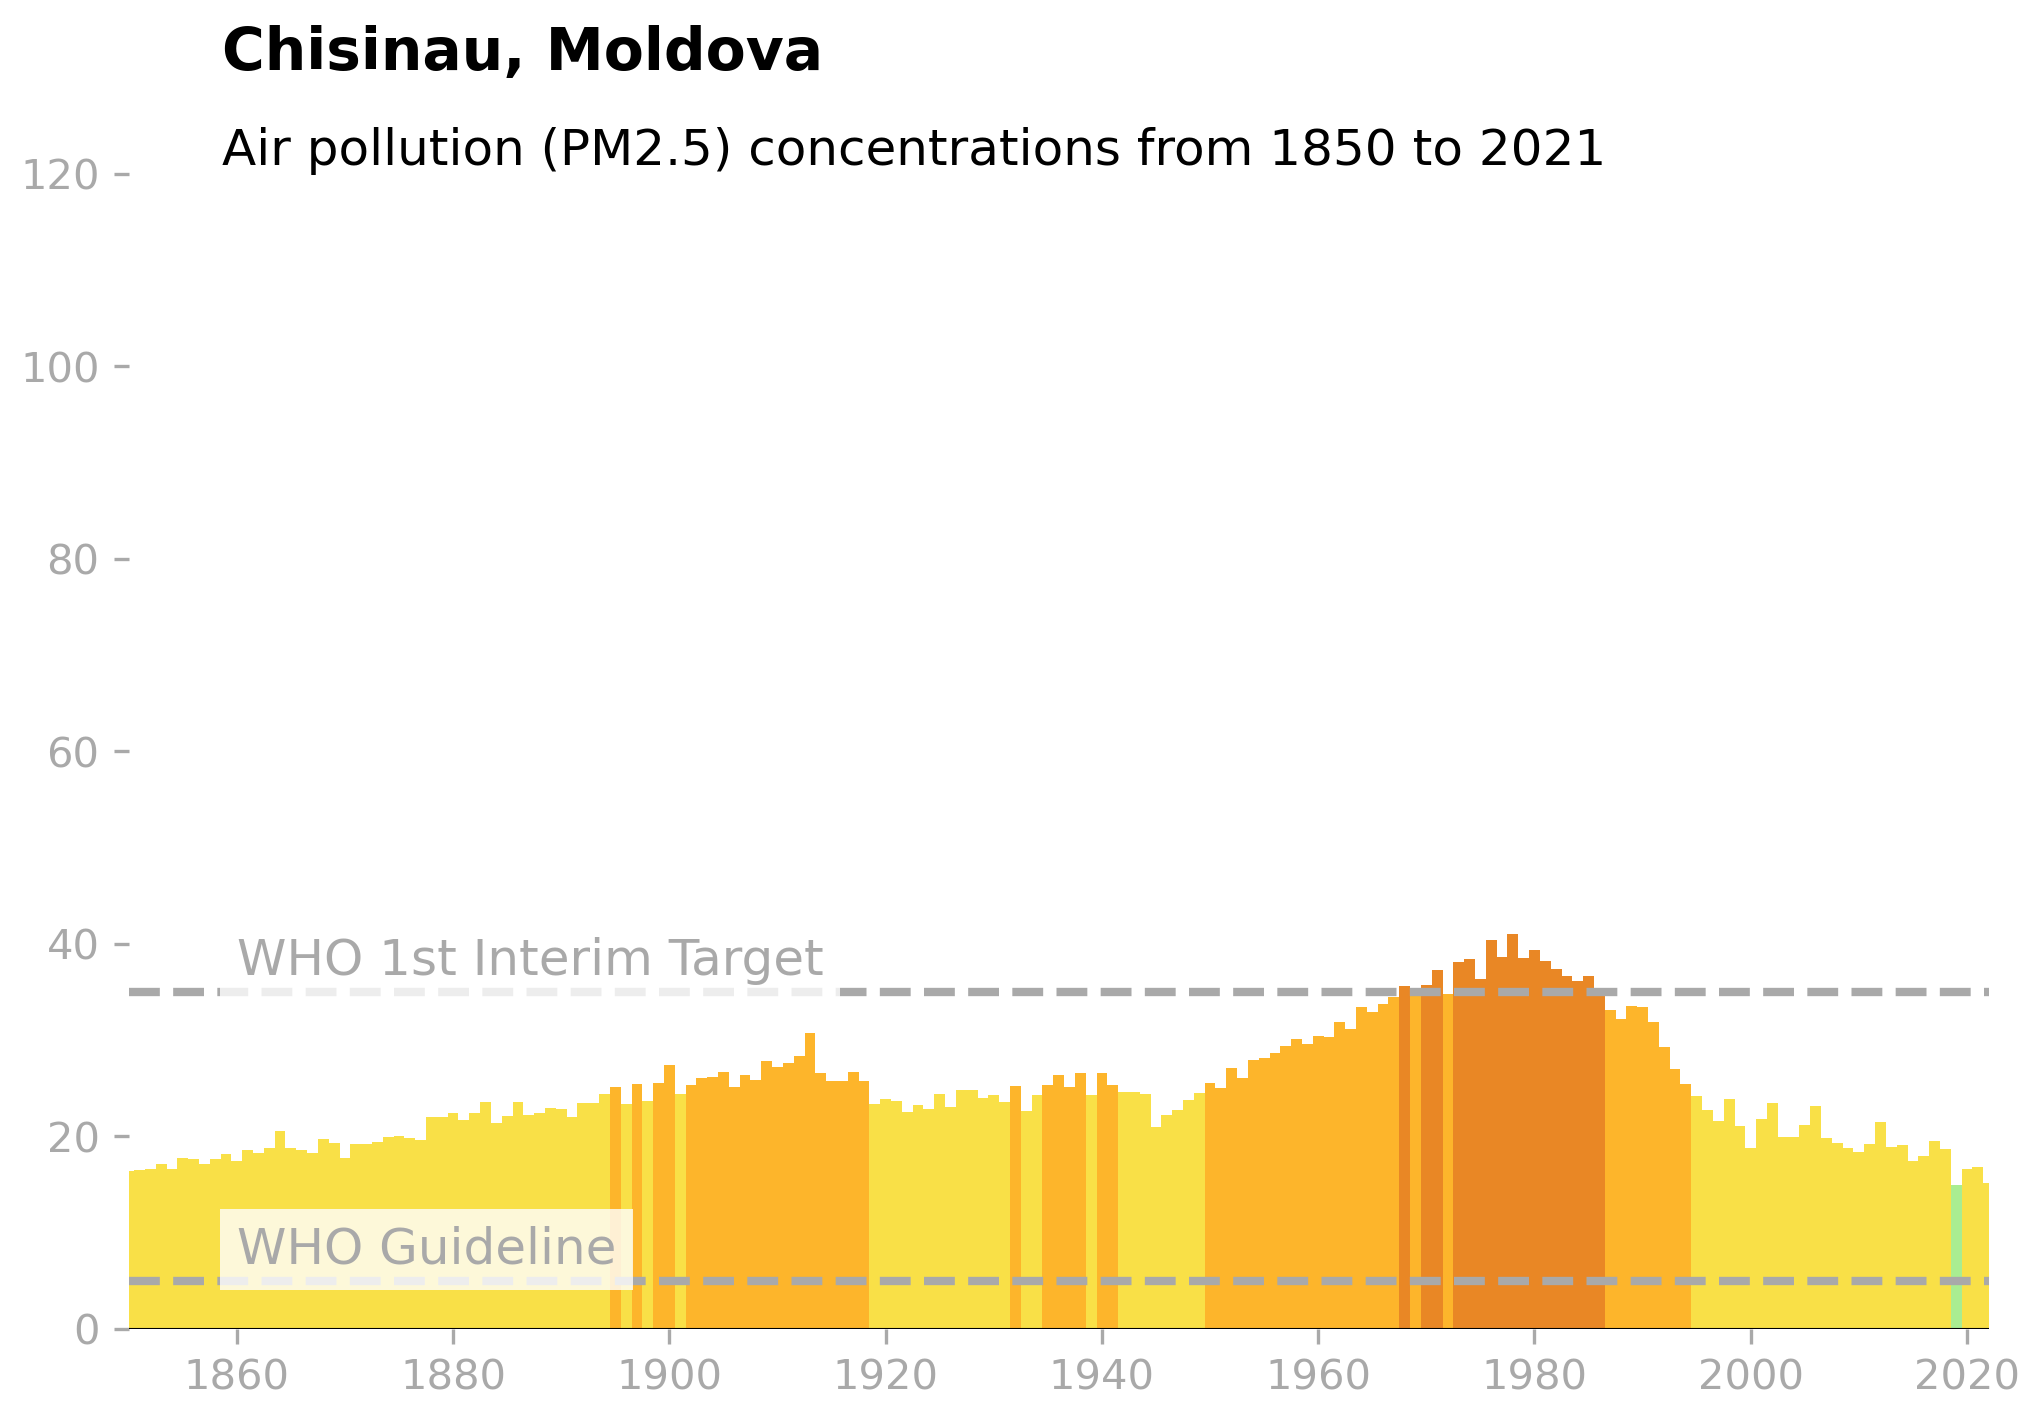 Chisinau, Moldova
Air pollution (PM2.5) concentrations from 1850 to 2021
120
100
80
60
40
WHO 1st Interim Target
20
WHO Guideline
0
1860 1880 1900 1920 1940 1960 1980 2000 2020